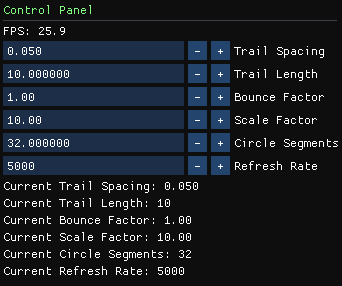 Control Panel
FPS: 25.9
0.050 - + Trail Spacing
10.000000 - + Trail Length
1.00 - + Bounce Factor
10.00 - + Scale Factor
32.000000 - + Circle Segments
5000 - + Refresh Rate
Current Trail Spacing: 0.050
Current Trail Length: 10
Current Bounce Factor: 1.00
Current Scale Factor: 10.00
Current Circle Segments: 32
Current Refresh Rate: 5000